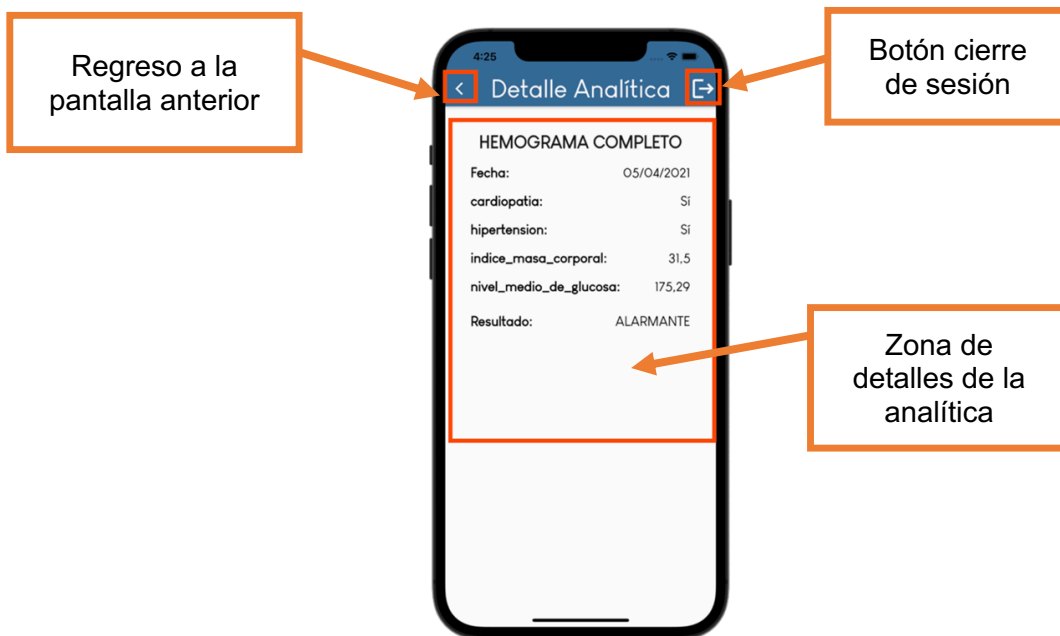 Regreso a la
pantalla anterior
Botón cierre
de sesión
4:25
Detalle Analítica
HEMOGRAMA COMPLETO
Fecha: 05/04/2021
cardiopatia: Sí
hipertension: Sí
indice_masa_corporal: 31,5
nivel_medio_de_glucosa: 175,29
Resultado: ALARMANTE
Zona de
detalles de la
analítica